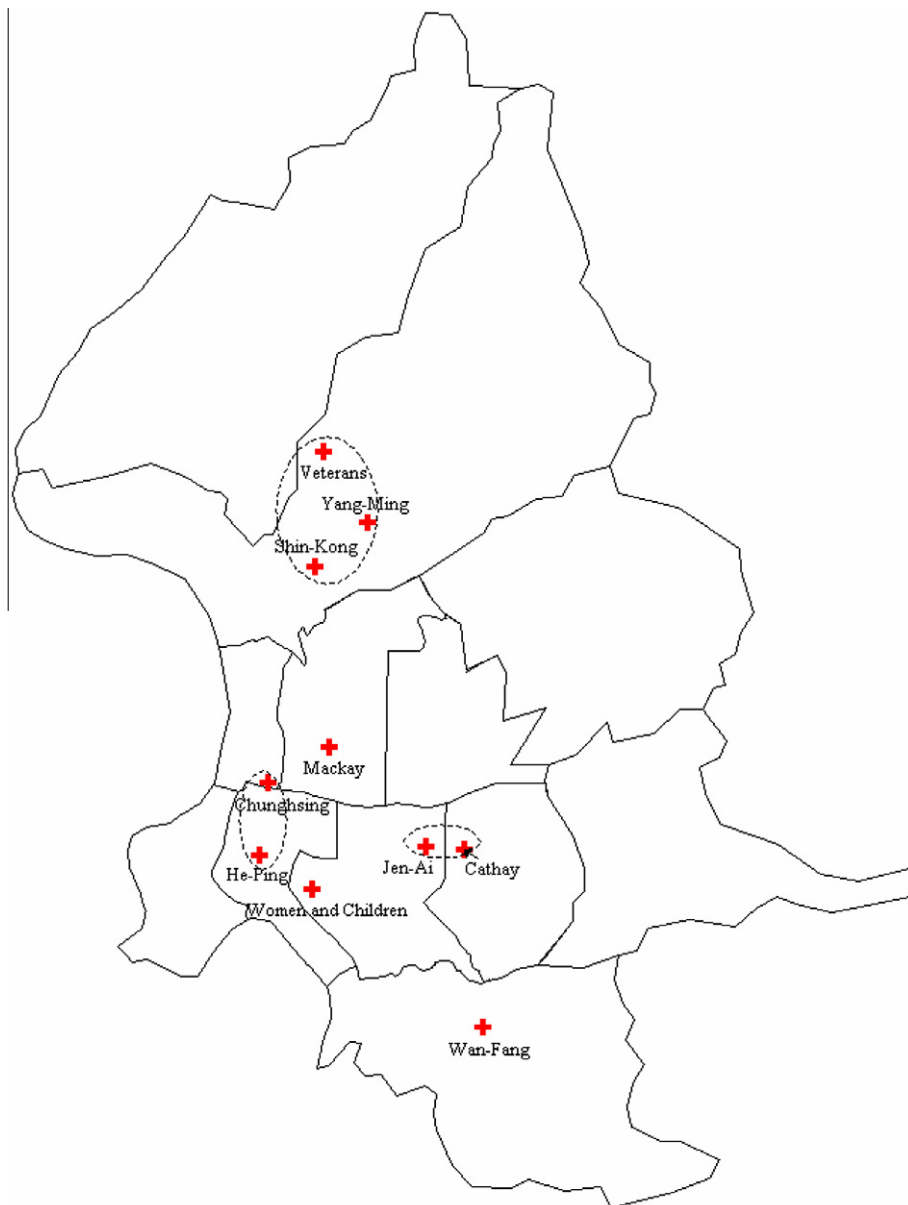 Veterans
Yang-Ming
Shin-Kong
Mackay
Chunghsing
Jen-Ai
Cathay
He-Ping
Women and Children
Wan-Fang